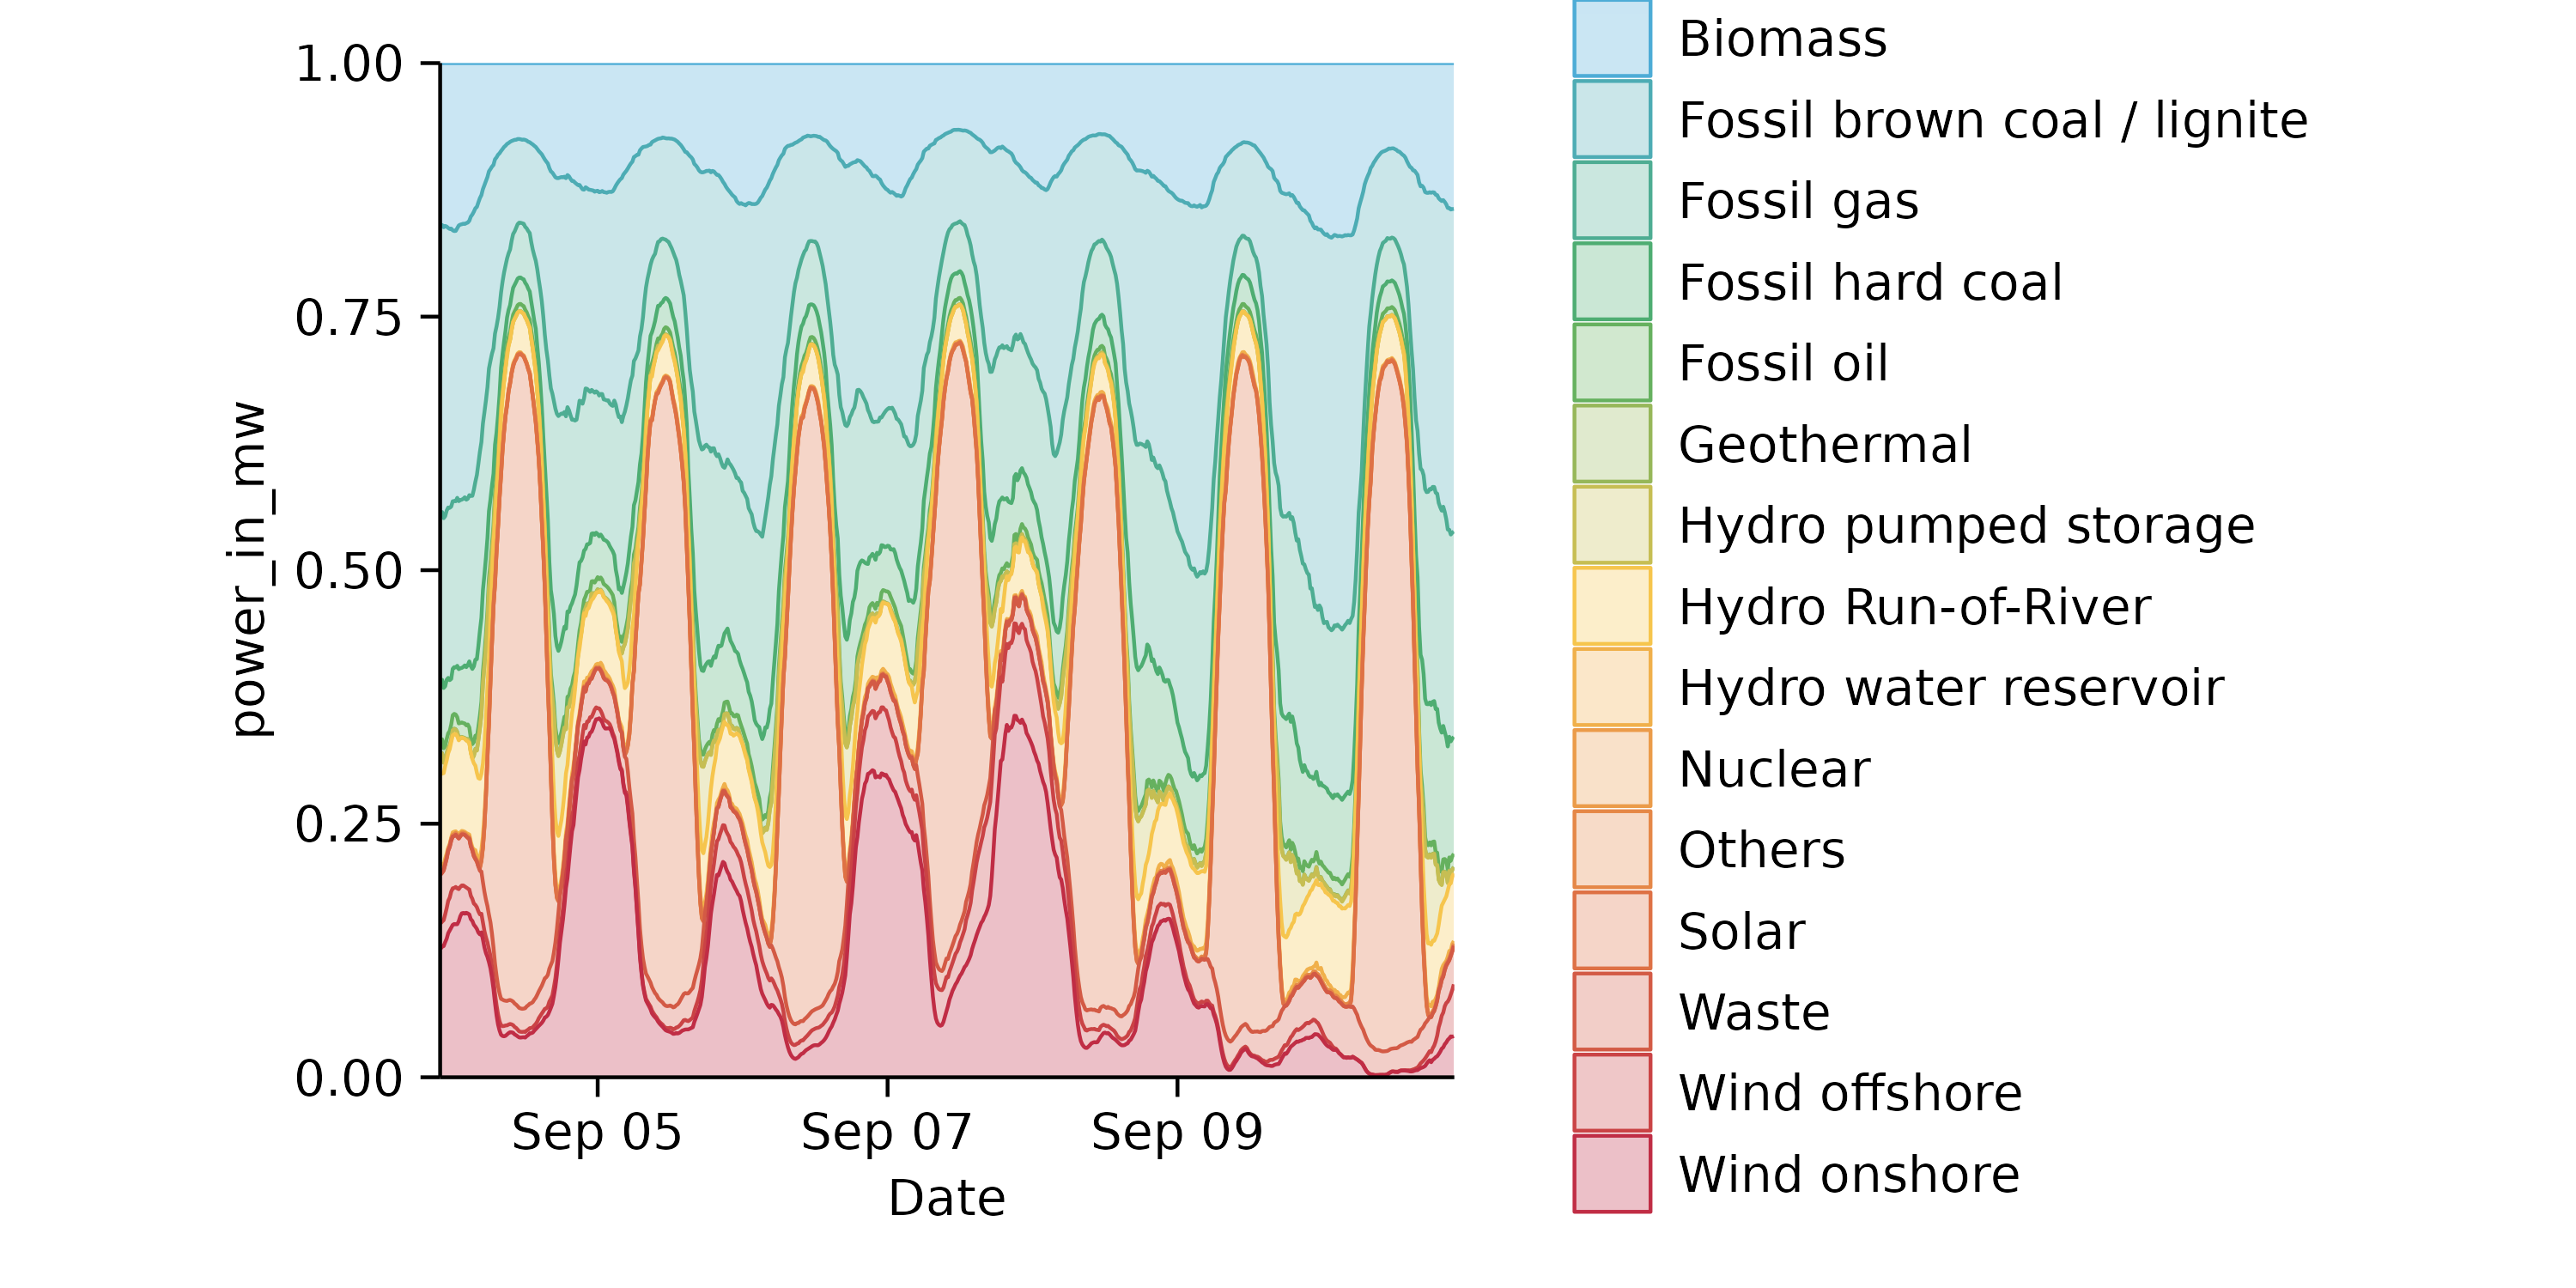 1.00
0.75
0.50
0.25
0.00
power_in_mw
Sep 05
Sep 07
Sep 09
Date
Biomass
Fossil brown coal / lignite
Fossil gas
Fossil hard coal
Fossil oil
Geothermal
Hydro pumped storage
Hydro Run-of-River
Hydro water reservoir
Nuclear
Others
Solar
Waste
Wind offshore
Wind onshore